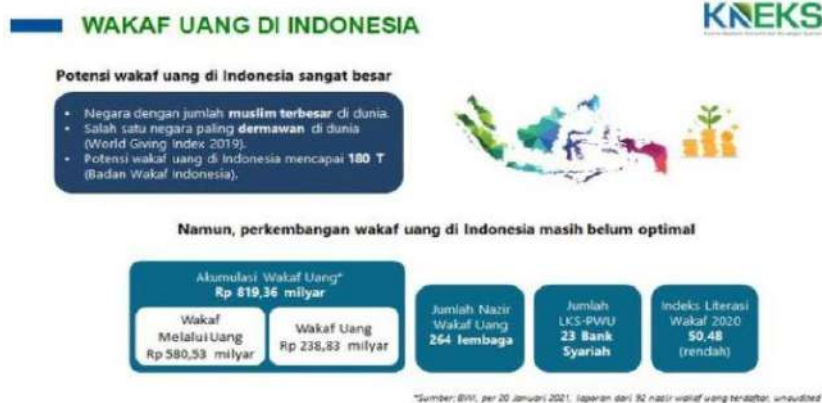 WAKAF UANG DI INDONESIA
KNEKS
Potensi wakaf uang di Indonesia sangat besar
• Negara dengan jumlah muslim terbesar di dunia.
• Salah satu negara paling dermawan di dunia
(World Giving Index 2019).
• Potensi wakaf uang di Indonesia mencapai 180 T
(Badan Wakaf Indonesia).
Namun, perkembangan wakaf uang di Indonesia masih belum optimal
Akumulasi Wakaf Uang*
Rp 819,36 milyar
Wakaf
Melalui Uang
Rp 580,53 milyar
Wakaf Uang
Rp 238,83 milyar
Jumlah Nazir
Wakaf Uang
264 lembaga
Jumlah
LKS-PWU
23 Bank
Syariah
Indeks Literasi
Wakaf 2020
50,48
(rendah)
*Sumber: BWI, per 20 Januari 2021, laporan dari 92 nazir wakaf uang terdaftar, unaudited